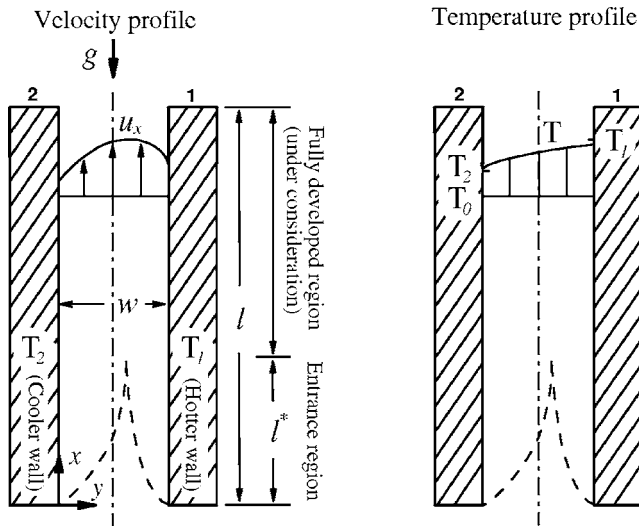 Velocity profile
g
2
1
u_x
w
T_2
(Cooler wall)
T_1
(Hotter wall)
x
y
l
Fully developed region
(under consideration)
l*
Entrance region
Temperature profile
2
1
T
T_1
T_2
T_0